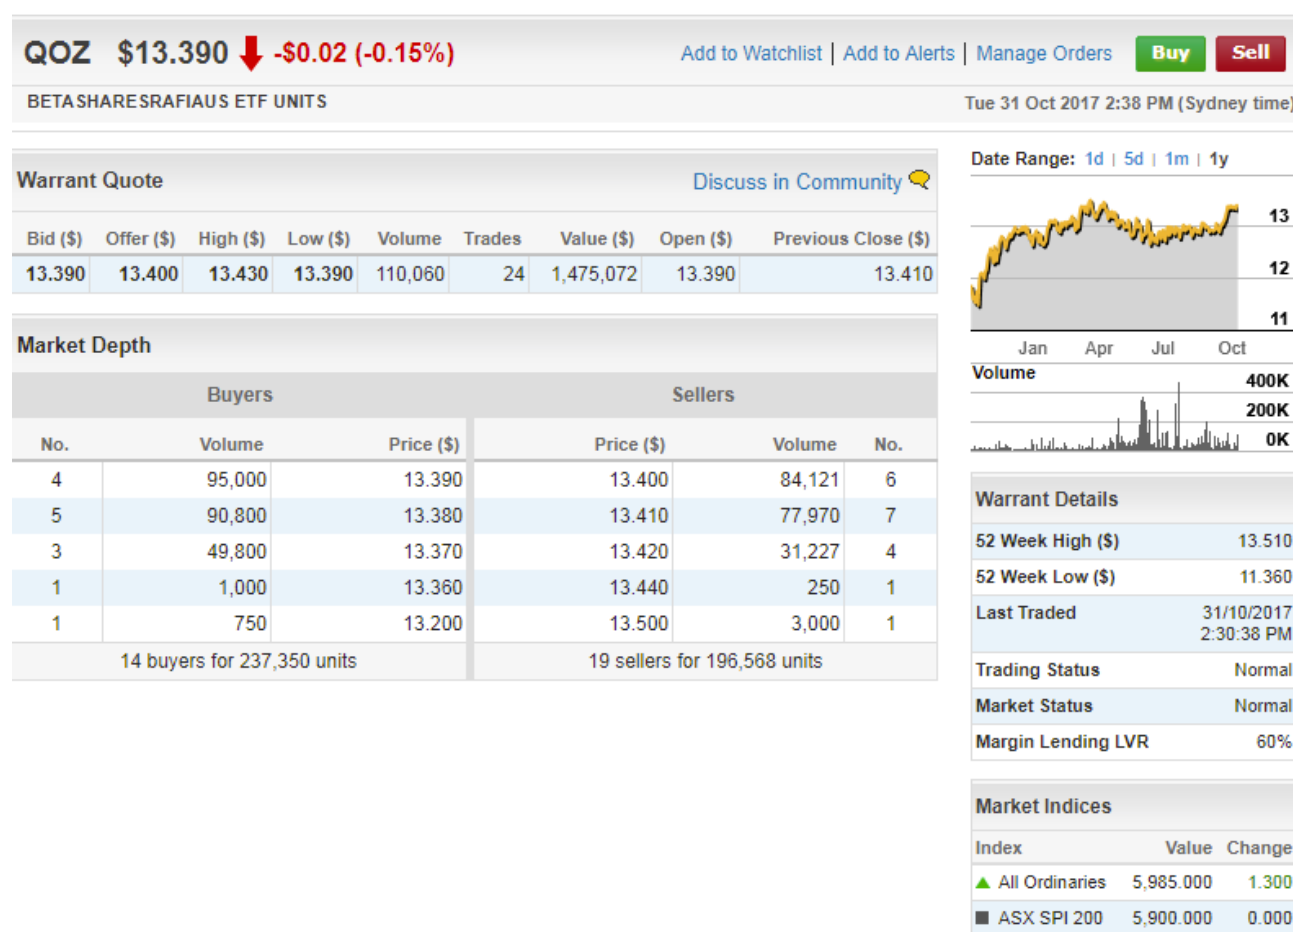 QOZ $13.390 -$0.02 (-0.15%) Add to Watchlist | Add to Alerts | Manage Orders Buy Sell
BETASHARESRAFIAUS ETF UNITS Tue 31 Oct 2017 2:38 PM (Sydney time)
Warrant Quote Discuss in Community
Bid ($) Offer ($) High ($) Low ($) Volume Trades Value ($) Open ($) Previous Close ($)
13.390 13.400 13.430 13.390 110,060 24 1,475,072 13.390 13.410
Market Depth
Buyers Sellers
No. Volume Price ($) Price ($) Volume No.
4 95,000 13.390 13.400 84,121 6
5 90,800 13.380 13.410 77,970 7
3 49,800 13.370 13.420 31,227 4
1 1,000 13.360 13.440 250 1
1 750 13.200 13.500 3,000 1
14 buyers for 237,350 units 19 sellers for 196,568 units
Date Range: 1d | 5d | 1m | 1y
13
12
11
Jan Apr Jul Oct
Volume
400K
200K
0K
Warrant Details
52 Week High ($) 13.510
52 Week Low ($) 11.360
Last Traded 31/10/2017
2:30:38 PM
Trading Status Normal
Market Status Normal
Margin Lending LVR 60%
Market Indices
Index Value Change
All Ordinaries 5,985.000 1.300
ASX SPI 200 5,900.000 0.000